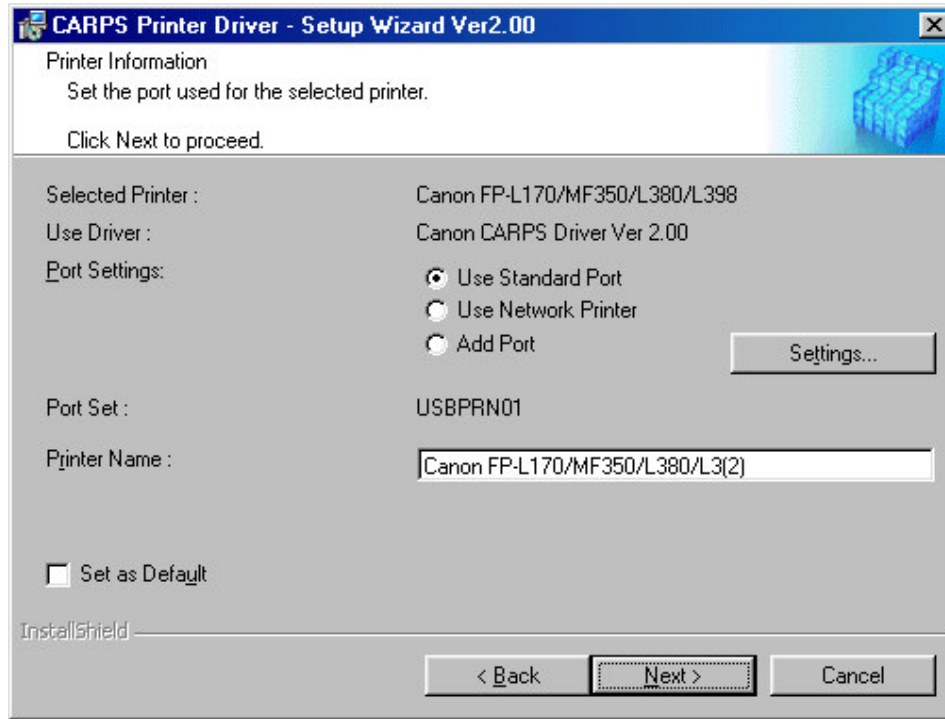 CARPS Printer Driver - Setup Wizard Ver2.00
Printer Information
Set the port used for the selected printer.
Click Next to proceed.
Selected Printer : Canon FP-L170/MF350/L380/L398
Use Driver : Canon CARPS Driver Ver 2.00
Port Settings: Use Standard Port
Use Network Printer
Add Port
Settings...
Port Set : USBPRN01
Printer Name : Canon FP-L170/MF350/L380/L3(2)
Set as Default
InstallShield
< Back Next > Cancel